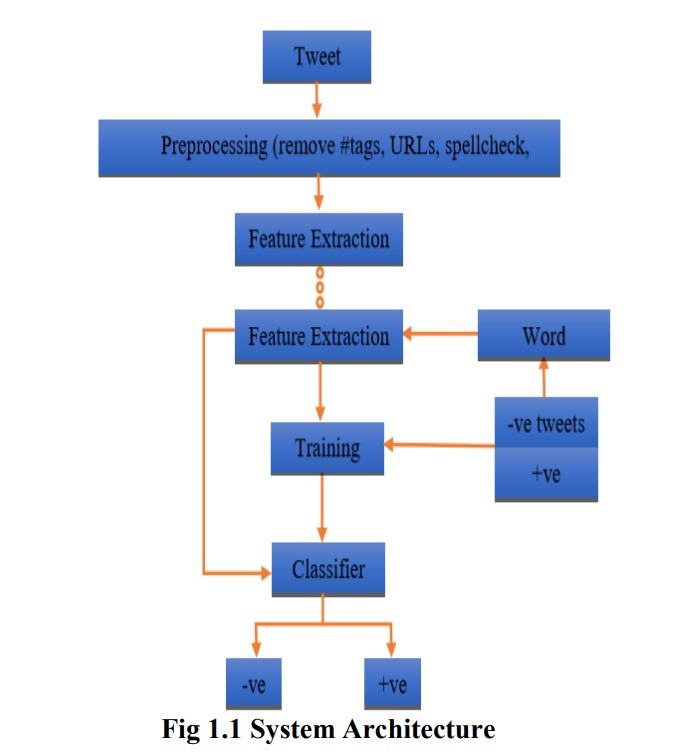 Tweet
Preprocessing (remove #tags, URLs, spellcheck,
Feature Extraction
Feature Extraction
Word
-ve tweets
+ve
Training
Classifier
-ve
+ve
Fig 1.1 System Architecture